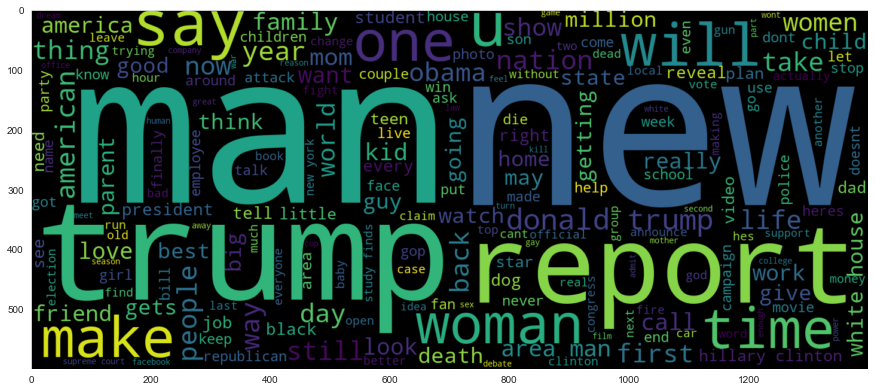 0
100
200
300
400
500
0
200
400
600
800
1000
1200
man
new
trump
report
say
one
u
will
make
woman
time
america
leave
trying
thing
know
hour
good
around
party
need
name
american
parent
finally
bad
human
employee
got
president
family
student
house
children
change
company
year
now
attack
want
fight
mom
reason
couple
photo
obama
son
show
game
nation
two
come
million
dead
state
local
reveal
gun
even
plan
vote
part
wont
dont
women
child
take
let
stop
go
use
actually
think
talk
book
new york
world
teen
live
kid
every
face
guy
win
ask
without
feel
law
great
going
put
die
right
home
may
made
kill
white
week
getting
help
really
school
making
another
doesnt
police
video
dad
heres
see
run
old
love
season
girl
meet
away
friend
election
gets
find
people
best
bill
job
keep
last
republican
way
big
tell
little
much
area
everyone
black
day
still
study finds
baby
open
idea
case
look
better
claim
gop
watch
fan
sex
death
debate
back
top
cant
star
dog
never
official
gay
turn
second
donald trump
announce
mother
real
congress
film
clinton
area man
first
next
end
fire
call
car
word
enough
admit
god
group
hes
campaign
life
support
college
work
give
movie
money
power
white house
hillary clinton
supreme court
facebook
office